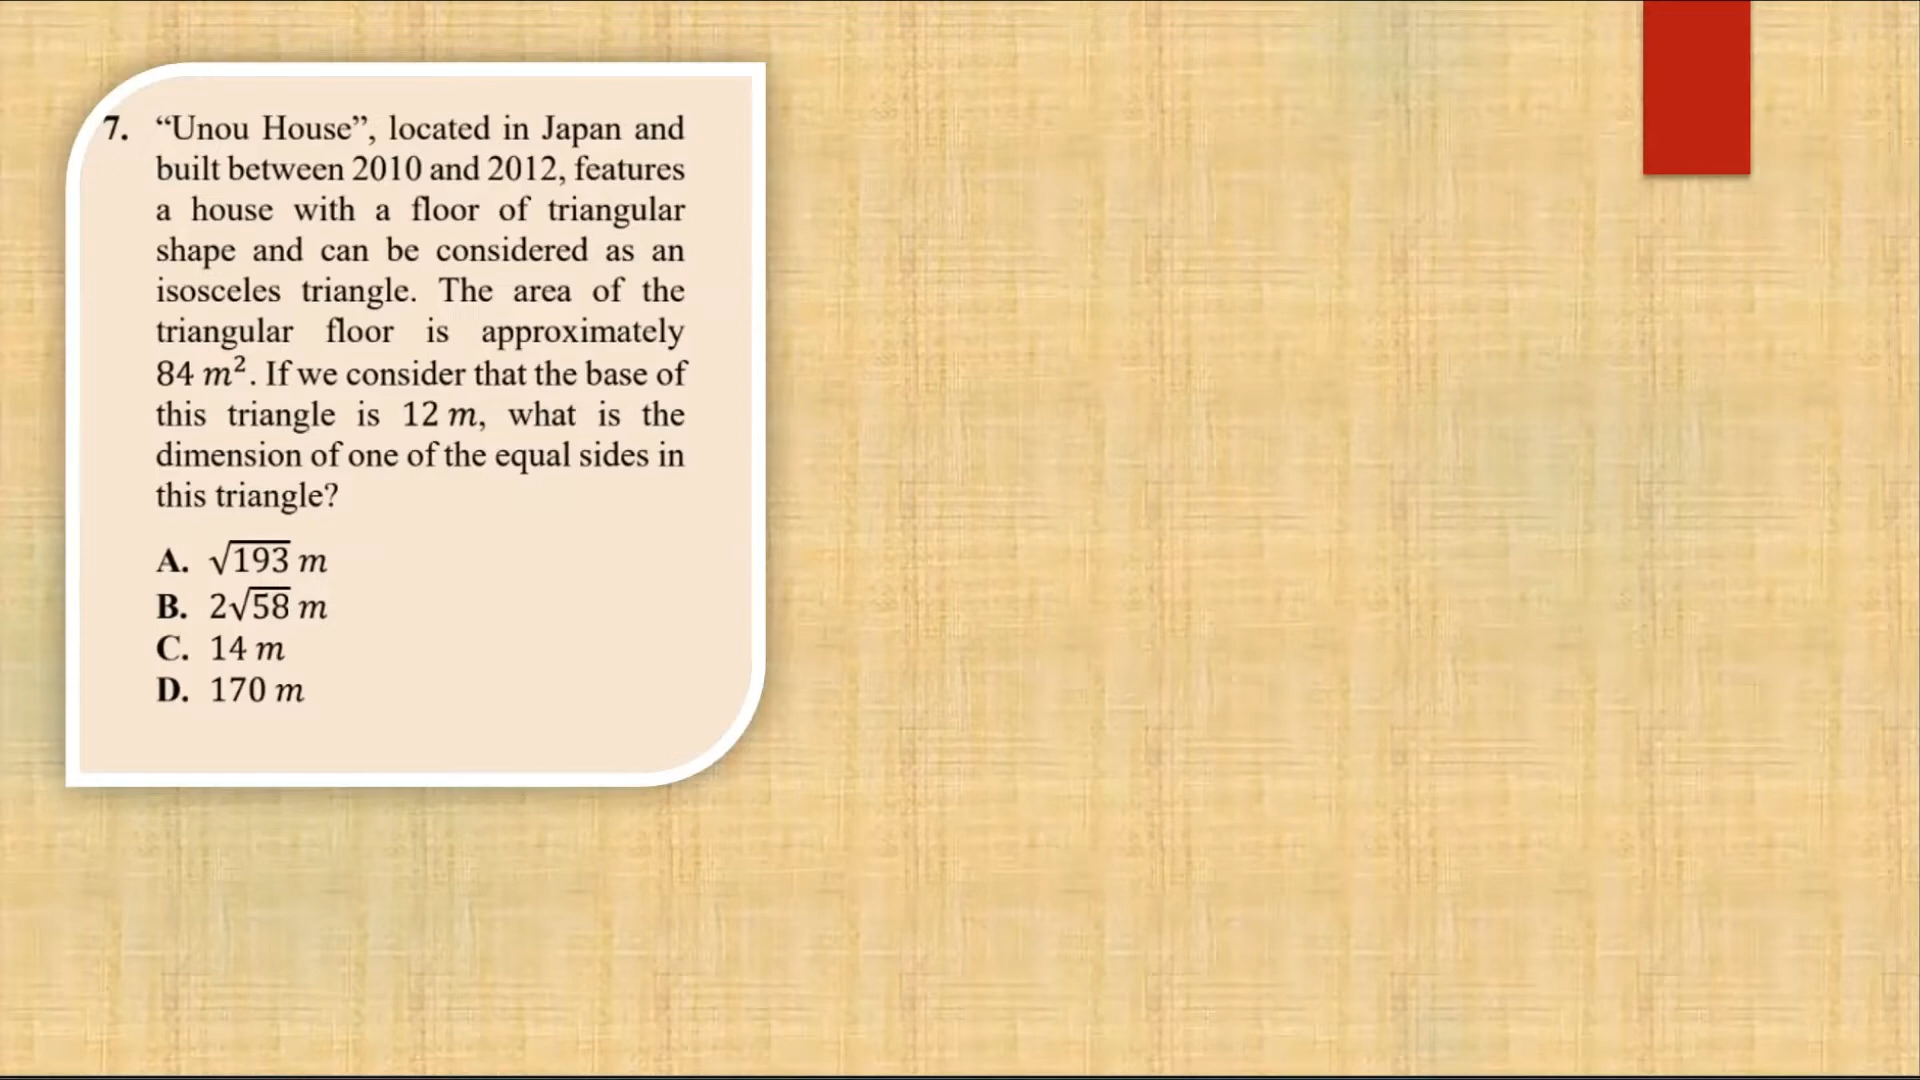 7. “Unou House”, located in Japan and
built between 2010 and 2012, features
a house with a floor of triangular
shape and can be considered as an
isosceles triangle. The area of the
triangular floor is approximately
84 m². If we consider that the base of
this triangle is 12 m, what is the
dimension of one of the equal sides in
this triangle?
A. √193 m
B. 2√58 m
C. 14 m
D. 170 m